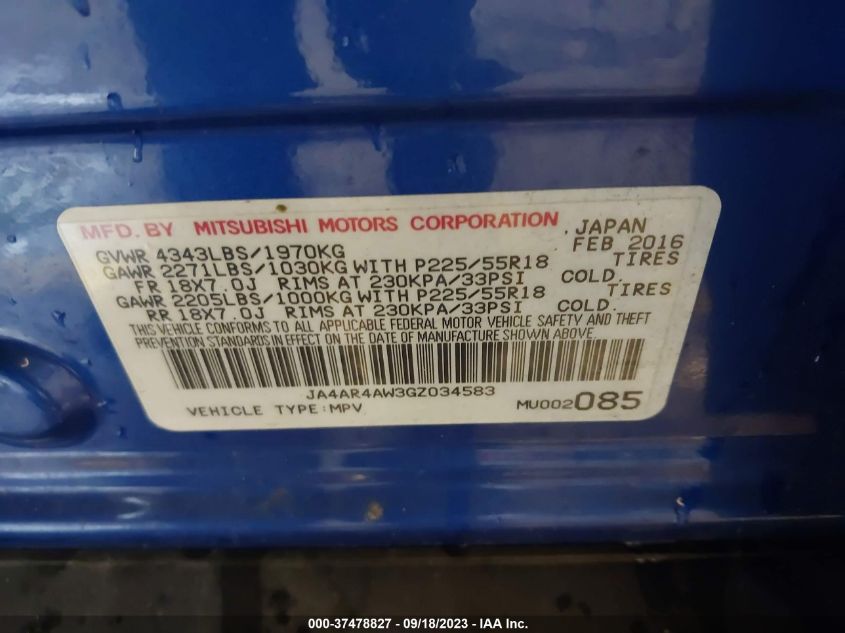 MFD. BY MITSUBISHI MOTORS CORPORATION JAPAN
GVWR 4343LBS/1970KG FEB 2016
GAWR 2271LBS/1030KG WITH P225/55R18 TIRES
FR 18X7.0J RIMS AT 230KPA/33PSI COLD.
GAWR 2205LBS/1000KG WITH P225/55R18 TIRES
RR 18X7.0J RIMS AT 230KPA/33PSI COLD.
THIS VEHICLE CONFORMS TO ALL APPLICABLE FEDERAL MOTOR VEHICLE SAFETY AND THEFT
PREVENTION STANDARDS IN EFFECT ON THE DATE OF MANUFACTURE SHOWN ABOVE.
JA4AR4AW3GZ034583
VEHICLE TYPE:MPV MU002085
000-37478827 - 09/18/2023 - IAA Inc.